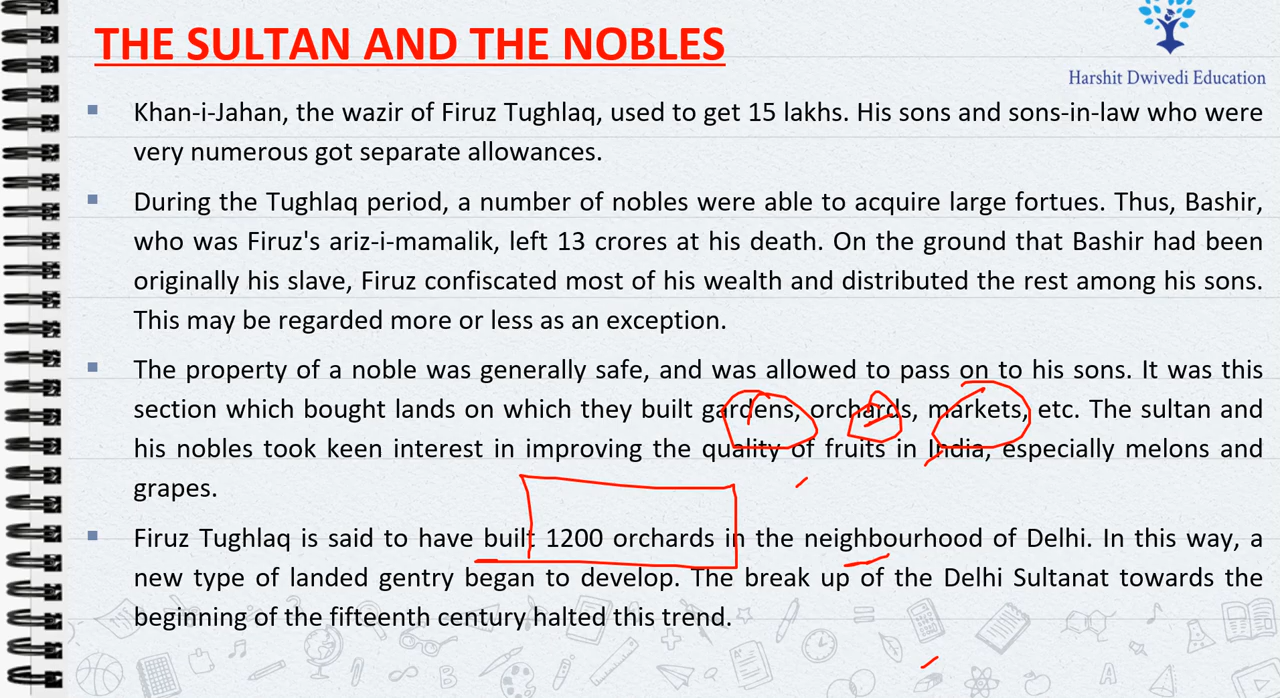 THE SULTAN AND THE NOBLES
Harshit Dwivedi Education
▪ Khan-i-Jahan, the wazir of Firuz Tughlaq, used to get 15 lakhs. His sons and sons-in-law who were
very numerous got separate allowances.
▪ During the Tughlaq period, a number of nobles were able to acquire large fortues. Thus, Bashir,
who was Firuz's ariz-i-mamalik, left 13 crores at his death. On the ground that Bashir had been
originally his slave, Firuz confiscated most of his wealth and distributed the rest among his sons.
This may be regarded more or less as an exception.
▪ The property of a noble was generally safe, and was allowed to pass on to his sons. It was this
section which bought lands on which they built gardens, orchards, markets, etc. The sultan and
his nobles took keen interest in improving the quality of fruits in India, especially melons and
grapes.
▪ Firuz Tughlaq is said to have built 1200 orchards in the neighbourhood of Delhi. In this way, a
new type of landed gentry began to develop. The break up of the Delhi Sultanat towards the
beginning of the fifteenth century halted this trend.